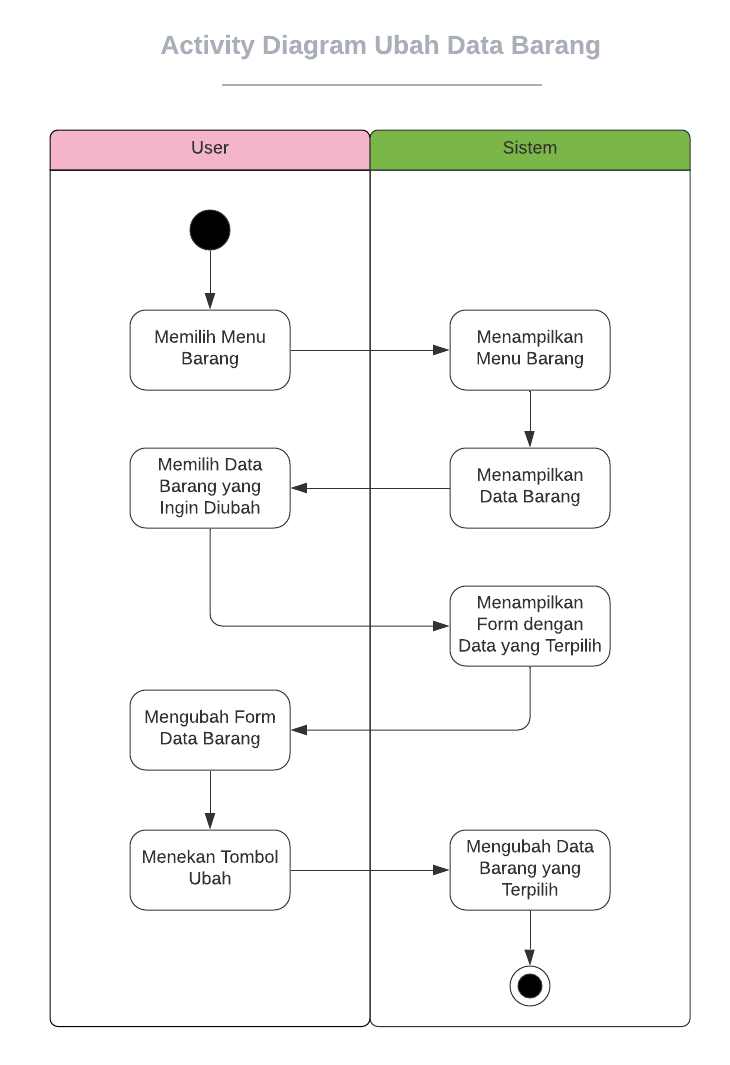 Activity Diagram Ubah Data Barang
User
Sistem
Memilih Menu
Barang
Menampilkan
Menu Barang
Menampilkan
Data Barang
Memilih Data
Barang yang
Ingin Diubah
Menampilkan
Form dengan
Data yang Terpilih
Mengubah Form
Data Barang
Menekan Tombol
Ubah
Mengubah Data
Barang yang
Terpilih